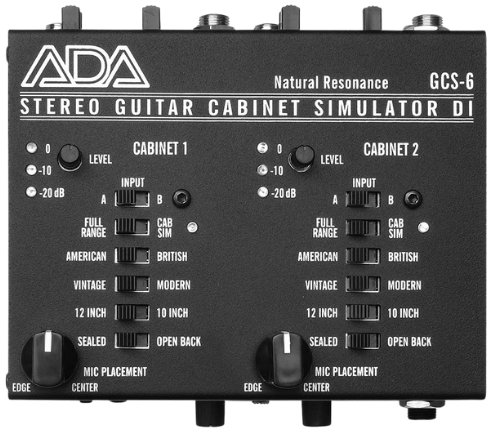 ADA
Natural Resonance GCS-6
STEREO GUITAR CABINET SIMULATOR DI
0 LEVEL CABINET 1
-10
-20 dB
INPUT
A B
FULL RANGE CAB SIM
AMERICAN BRITISH
VINTAGE MODERN
12 INCH 10 INCH
SEALED OPEN BACK
MIC PLACEMENT
EDGE CENTER
0 LEVEL CABINET 2
-10
-20 dB
INPUT
A B
FULL RANGE CAB SIM
AMERICAN BRITISH
VINTAGE MODERN
12 INCH 10 INCH
SEALED OPEN BACK
MIC PLACEMENT
EDGE CENTER